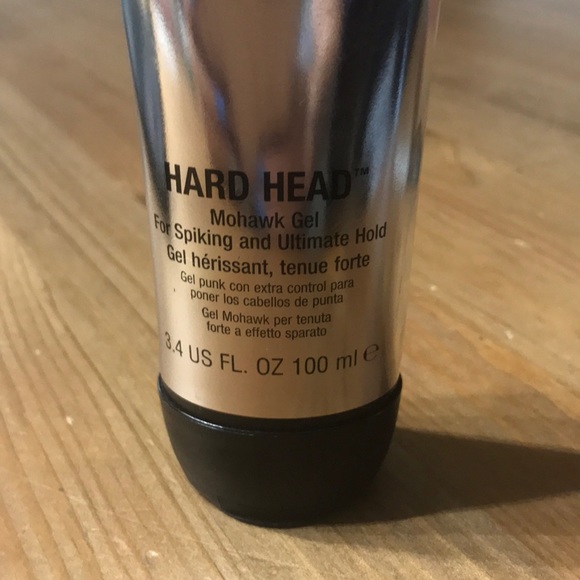 HARD HEAD™
Mohawk Gel
For Spiking and Ultimate Hold
Gel hérissant, tenue forte
Gel punk con extra control para
poner los cabellos de punta
Gel Mohawk per tenuta
forte a effetto sparato
3.4 US FL. OZ 100 ml ℮